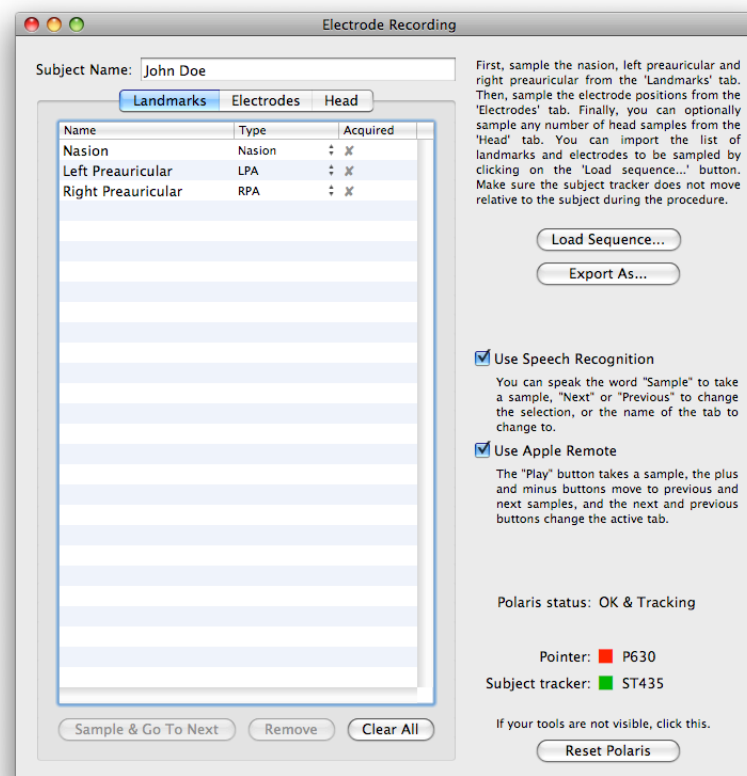 Electrode Recording
Subject Name: John Doe
Landmarks Electrodes Head
Name Type Acquired
Nasion Nasion
Left Preauricular LPA
Right Preauricular RPA
Sample & Go To Next Remove Clear All
First, sample the nasion, left preauricular and
right preauricular from the 'Landmarks' tab.
Then, sample the electrode positions from the
'Electrodes' tab. Finally, you can optionally
sample any number of head samples from the
'Head' tab. You can import the list of
landmarks and electrodes to be sampled by
clicking on the 'Load sequence...' button.
Make sure the subject tracker does not move
relative to the subject during the procedure.
Load Sequence...
Export As...
Use Speech Recognition
You can speak the word "Sample" to take
a sample, "Next" or "Previous" to change
the selection, or the name of the tab to
change to.
Use Apple Remote
The "Play" button takes a sample, the plus
and minus buttons move to previous and
next samples, and the next and previous
buttons change the active tab.
Polaris status: OK & Tracking
Pointer: P630
Subject tracker: ST435
If your tools are not visible, click this.
Reset Polaris